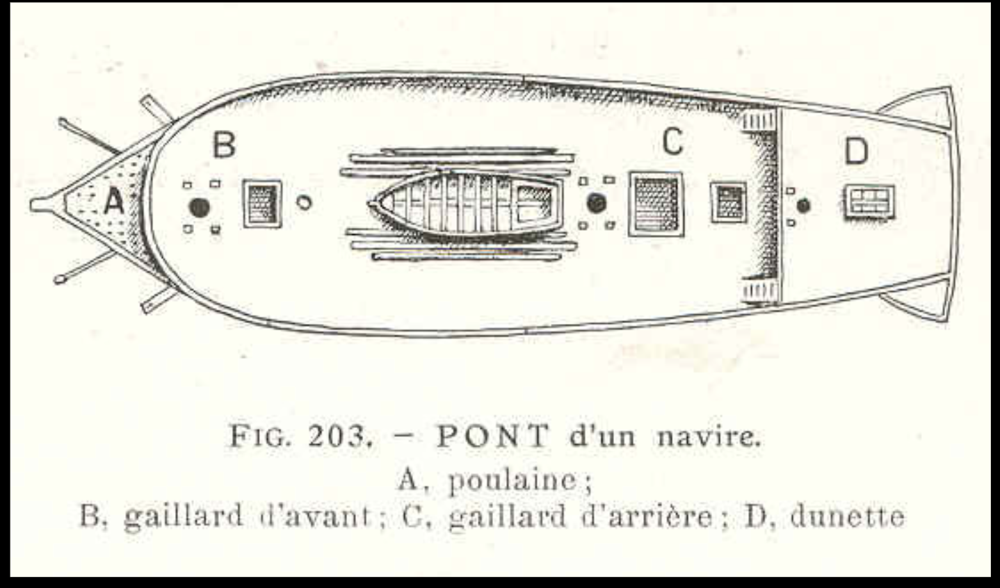 A
B
C
D
FIG. 203. — PONT d'un navire.
A, poulaine ;
B, gaillard d'avant ; C, gaillard d'arrière ; D, dunette